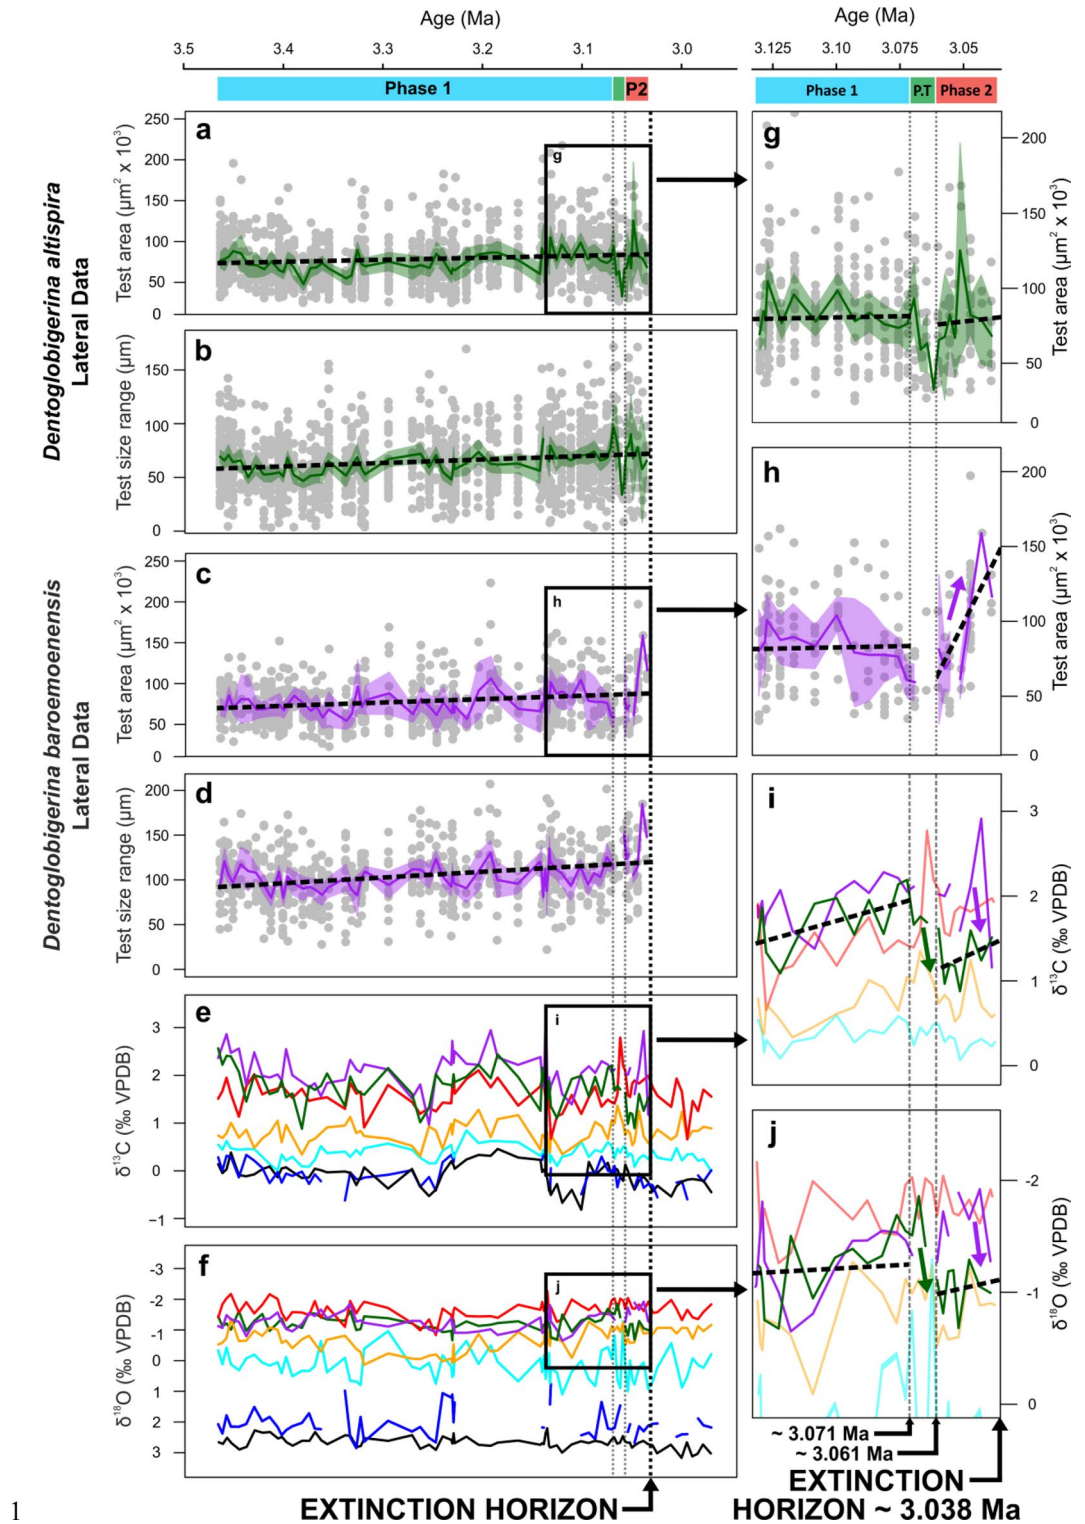 Age (Ma)
3.5 3.4 3.3 3.2 3.1 3.0
Phase 1 P2
Age (Ma)
3.125 3.10 3.075 3.05
Phase 1 P.T Phase 2
Dentoglobigerina altispira
Lateral Data
Dentoglobigerina baroemoenensis
Lateral Data
a
g
Test area (µm² x 10³)
250
200
150
100
50
0
b
Test size range (µm)
150
100
50
0
c
h
Test area (µm² x 10³)
250
200
150
100
50
0
d
Test size range (µm)
200
150
100
50
0
e
i
δ¹³C (‰ VPDB)
3
2
1
0
−1
f
j
δ¹⁸O (‰ VPDB)
-3
-2
-1
0
1
2
3
g
Test area (µm² x 10³)
200
150
100
50
0
h
Test area (µm² x 10³)
200
150
100
50
0
i
δ¹³C (‰ VPDB)
3
2
1
0
j
δ¹⁸O (‰ VPDB)
-2
-1
0
~ 3.071 Ma
~ 3.061 Ma
EXTINCTION HORIZON
EXTINCTION
HORIZON ~ 3.038 Ma
1